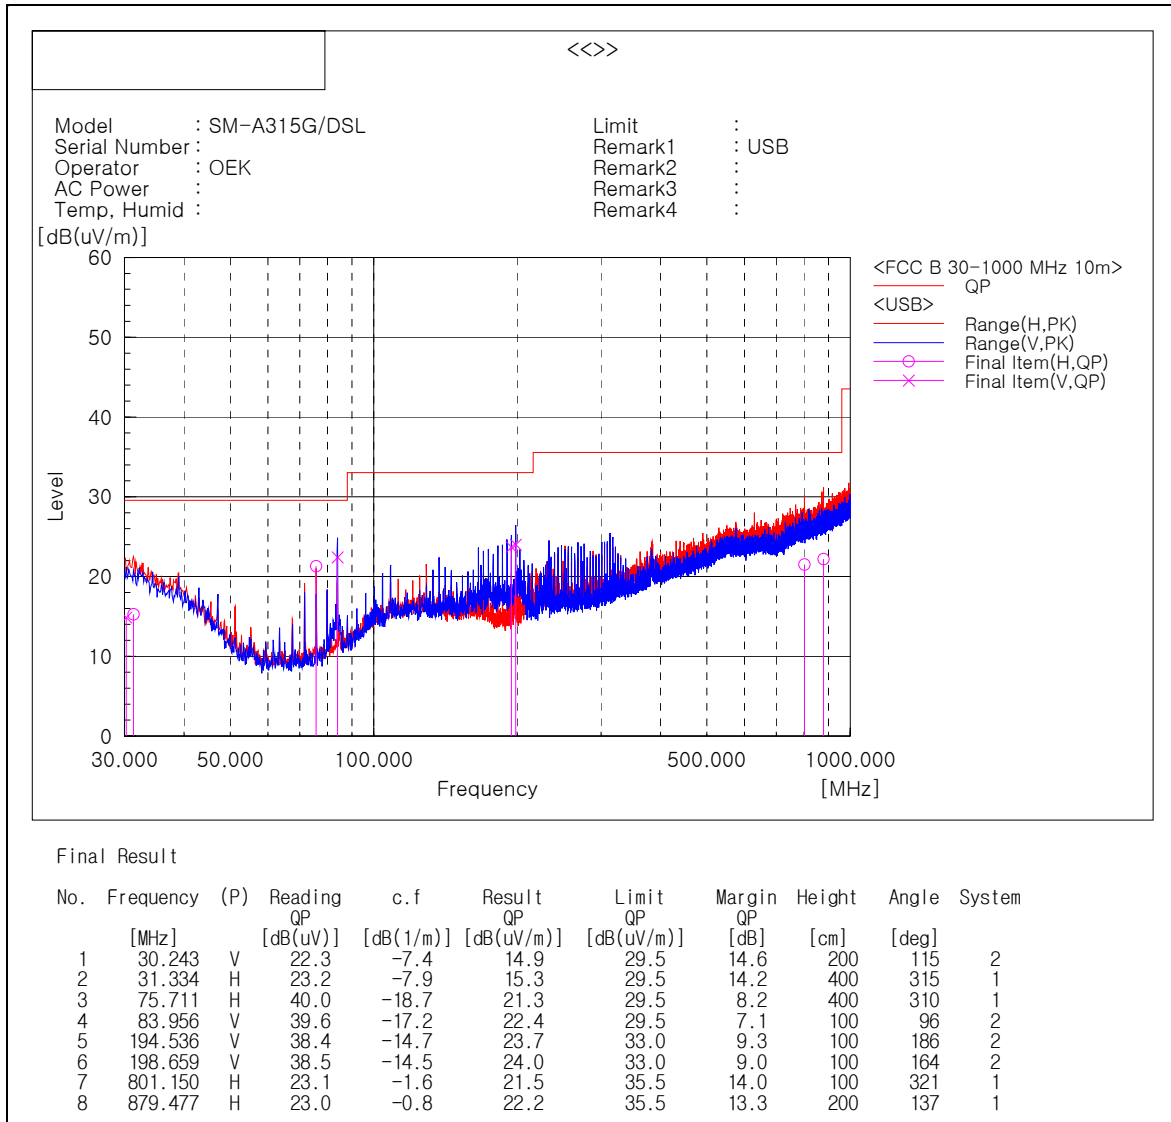 <<>>
Model : SM-A315G/DSL
Serial Number :
Operator : OEK
AC Power :
Temp, Humid :
Limit :
Remark1 : USB
Remark2 :
Remark3 :
Remark4 :
[dB(uV/m)]
60
50
40
30
20
10
0
Level
30.000 50.000 100.000 500.000 1000.000
Frequency [MHz]
<FCC B 30-1000 MHz 10m>
QP
<USB>
Range(H,PK)
Range(V,PK)
Final Item(H,QP)
Final Item(V,QP)
Final Result
No. Frequency (P) Reading c.f Result Limit Margin Height Angle System
QP QP QP QP
[MHz] [dB(uV)] [dB(1/m)] [dB(uV/m)] [dB(uV/m)] [dB] [cm] [deg]
1 30.243 V 22.3 -7.4 14.9 29.5 14.6 200 115 2
2 31.334 H 23.2 -7.9 15.3 29.5 14.2 400 315 1
3 75.711 H 40.0 -18.7 21.3 29.5 8.2 400 310 1
4 83.956 V 39.6 -17.2 22.4 29.5 7.1 100 96 2
5 194.536 V 38.4 -14.7 23.7 33.0 9.3 100 186 2
6 198.659 V 38.5 -14.5 24.0 33.0 9.0 100 164 2
7 801.150 H 23.1 -1.6 21.5 35.5 14.0 100 321 1
8 879.477 H 23.0 -0.8 22.2 35.5 13.3 200 137 1